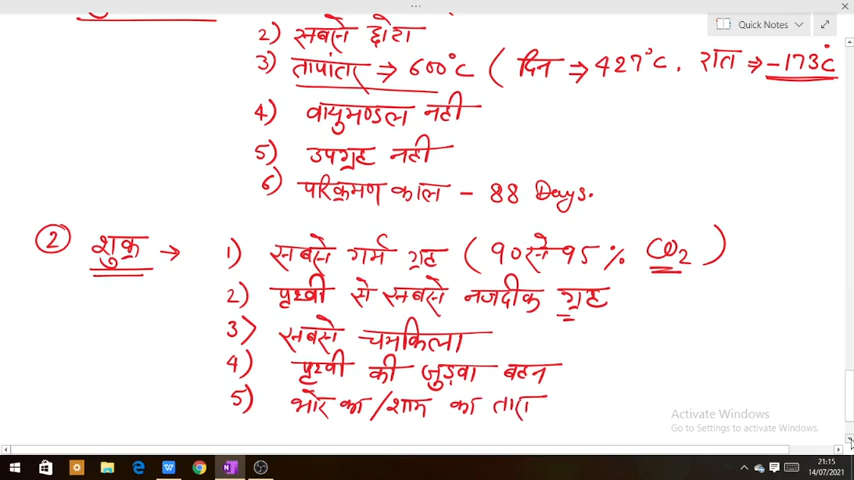 Quick Notes
2) सबसे छोटा
3) तापांतर → 600°C ( दिन ⇒ 427°C, रात ⇒ -173°C
4) वायुमण्डल नही
5) उपग्रह नही
6) परिक्रमण काल - 88 Days.
② शुक्र → 1) सबसे गर्म ग्रह ( 90 से 95 % CO2 )
2) पृथ्वी से सबसे नजदीक ग्रह
3) सबसे चमकिला
4) पृथ्वी की जुड़वा बहन
5) भोर का / शाम का तारा
Activate Windows
Go to Settings to activate Windows.
21:15
14/07/2021